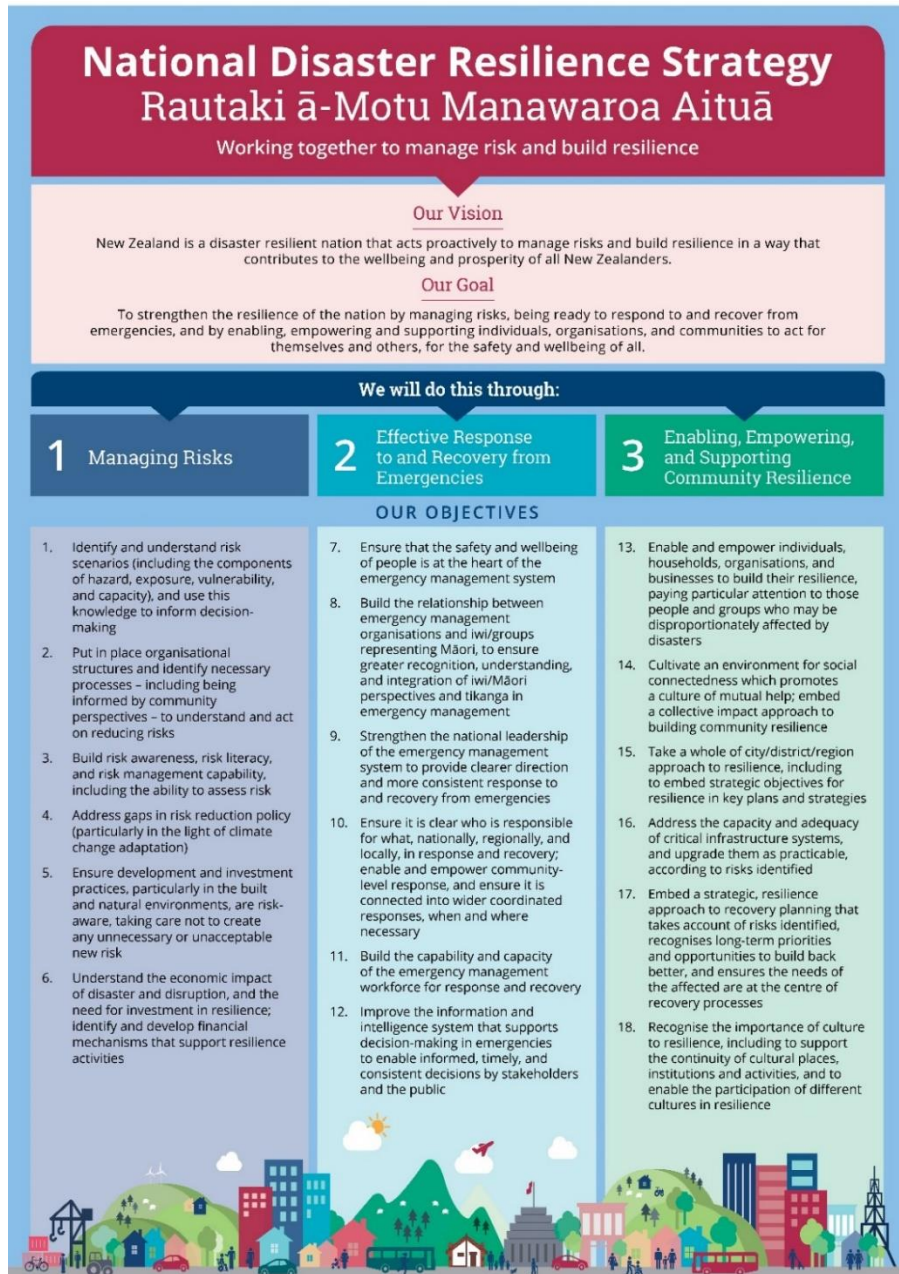 National Disaster Resilience Strategy
Rautaki ā-Motu Manawaroa Aituā
Working together to manage risk and build resilience
Our Vision
New Zealand is a disaster resilient nation that acts proactively to manage risks and build resilience in a way that
contributes to the wellbeing and prosperity of all New Zealanders.
Our Goal
To strengthen the resilience of the nation by managing risks, being ready to respond to and recover from
emergencies, and by enabling, empowering and supporting individuals, organisations, and communities to act for
themselves and others, for the safety and wellbeing of all.
We will do this through:
1 Managing Risks
2 Effective Response
to and Recovery from
Emergencies
3 Enabling, Empowering,
and Supporting
Community Resilience
OUR OBJECTIVES
1. Identify and understand risk
scenarios (including the components
of hazard, exposure, vulnerability,
and capacity), and use this
knowledge to inform decision-
making
2. Put in place organisational
structures and identify necessary
processes – including being
informed by community
perspectives – to understand and act
on reducing risks
3. Build risk awareness, risk literacy,
and risk management capability,
including the ability to assess risk
4. Address gaps in risk reduction policy
(particularly in the light of climate
change adaptation)
5. Ensure development and investment
practices, particularly in the built
and natural environments, are risk-
aware, taking care not to create
any unnecessary or unacceptable
new risk
6. Understand the economic impact
of disaster and disruption, and the
need for investment in resilience;
identify and develop financial
mechanisms that support resilience
activities
7. Ensure that the safety and wellbeing
of people is at the heart of the
emergency management system
8. Build the relationship between
emergency management
organisations and iwi/groups
representing Māori, to ensure
greater recognition, understanding,
and integration of iwi/Māori
perspectives and tikanga in
emergency management
9. Strengthen the national leadership
of the emergency management
system to provide clearer direction
and more consistent response to
and recovery from emergencies
10. Ensure it is clear who is responsible
for what, nationally, regionally, and
locally, in response and recovery;
enable and empower community-
level response, and ensure it is
connected into wider coordinated
responses, when and where
necessary
11. Build the capability and capacity
of the emergency management
workforce for response and recovery
12. Improve the information and
intelligence system that supports
decision-making in emergencies
to enable informed, timely, and
consistent decisions by stakeholders
and the public
13. Enable and empower individuals,
households, organisations, and
businesses to build their resilience,
paying particular attention to those
people and groups who may be
disproportionately affected by
disasters
14. Cultivate an environment for social
connectedness which promotes
a culture of mutual help; embed
a collective impact approach to
building community resilience
15. Take a whole of city/district/region
approach to resilience, including
to embed strategic objectives for
resilience in key plans and strategies
16. Address the capacity and adequacy
of critical infrastructure systems,
and upgrade them as practicable,
according to risks identified
17. Embed a strategic, resilience
approach to recovery planning that
takes account of risks identified,
recognises long-term priorities
and opportunities to build back
better, and ensures the needs of
the affected are at the centre of
recovery processes
18. Recognise the importance of culture
to resilience, including to support
the continuity of cultural places,
institutions and activities, and to
enable the participation of different
cultures in resilience